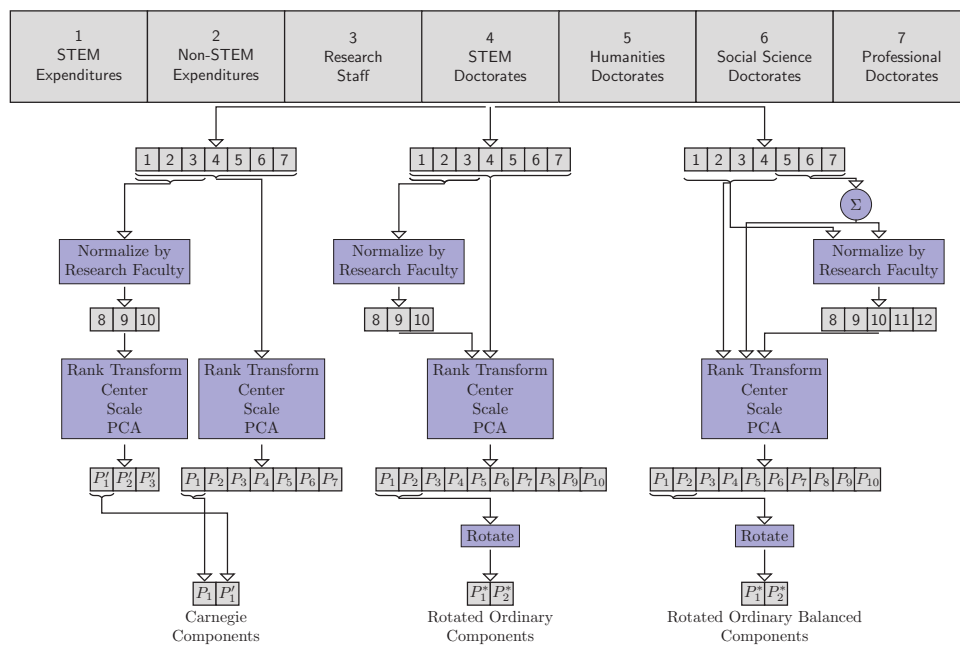 1 2 3 4 5 6 7
STEM Non-STEM Research STEM Humanities Social Science Professional
Expenditures Expenditures Staff Doctorates Doctorates Doctorates Doctorates
1 2 3 4 5 6 7 1 2 3 4 5 6 7 1 2 3 4 5 6 7
Σ
Normalize by Normalize by Normalize by
Research Faculty Research Faculty Research Faculty
8 9 10 8 9 10 8 9 10 11 12
Rank Transform Rank Transform Rank Transform Rank Transform
Center Center Center Center
Scale Scale Scale Scale
PCA PCA PCA PCA
P′1 P′2 P′3 P1 P2 P3 P4 P5 P6 P7 P1 P2 P3 P4 P5 P6 P7 P8 P9 P10 P1 P2 P3 P4 P5 P6 P7 P8 P9 P10
Rotate Rotate
P1 P′1 P*1 P*2 P*1 P*2
Carnegie Rotated Ordinary Rotated Ordinary Balanced
Components Components Components